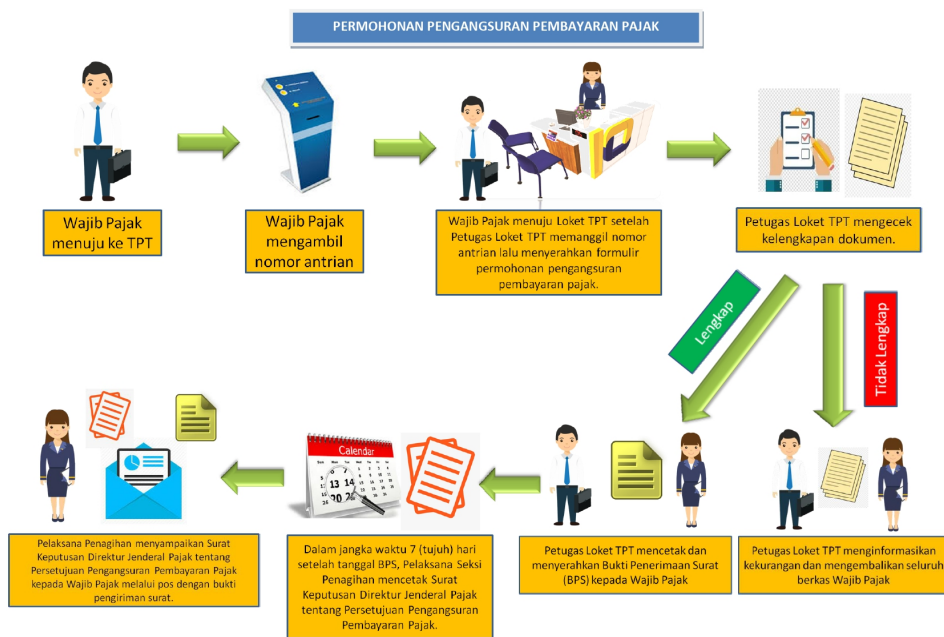 PERMOHONAN PENGANGSURAN PEMBAYARAN PAJAK
Wajib Pajak
menuju ke TPT
Wajib Pajak
mengambil
nomor antrian
Wajib Pajak menuju Loket TPT setelah
Petugas Loket TPT memanggil nomor
antrian lalu menyerahkan formulir
permohonan pengangsuran
pembayaran pajak.
Petugas Loket TPT mengecek
kelengkapan dokumen.
Lengkap
Tidak Lengkap
Petugas Loket TPT menginformasikan
kekurangan dan mengembalikan seluruh
berkas Wajib Pajak
Petugas Loket TPT mencetak dan
menyerahkan Bukti Penerimaan Surat
(BPS) kepada Wajib Pajak
Calendar
13 14
20
Dalam jangka waktu 7 (tujuh) hari
setelah tanggal BPS, Pelaksana Seksi
Penagihan mencetak Surat
Keputusan Direktur Jenderal Pajak
tentang Persetujuan Pengangsuran
Pembayaran Pajak.
Pelaksana Penagihan menyampaikan Surat
Keputusan Direktur Jenderal Pajak tentang
Persetujuan Pengangsuran Pembayaran Pajak
kepada Wajib Pajak melalui pos dengan bukti
pengiriman surat.